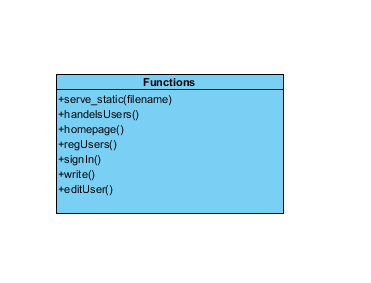 Functions
+serve_static(filename)
+handelsUsers()
+homepage()
+regUsers()
+signIn()
+write()
+editUser()